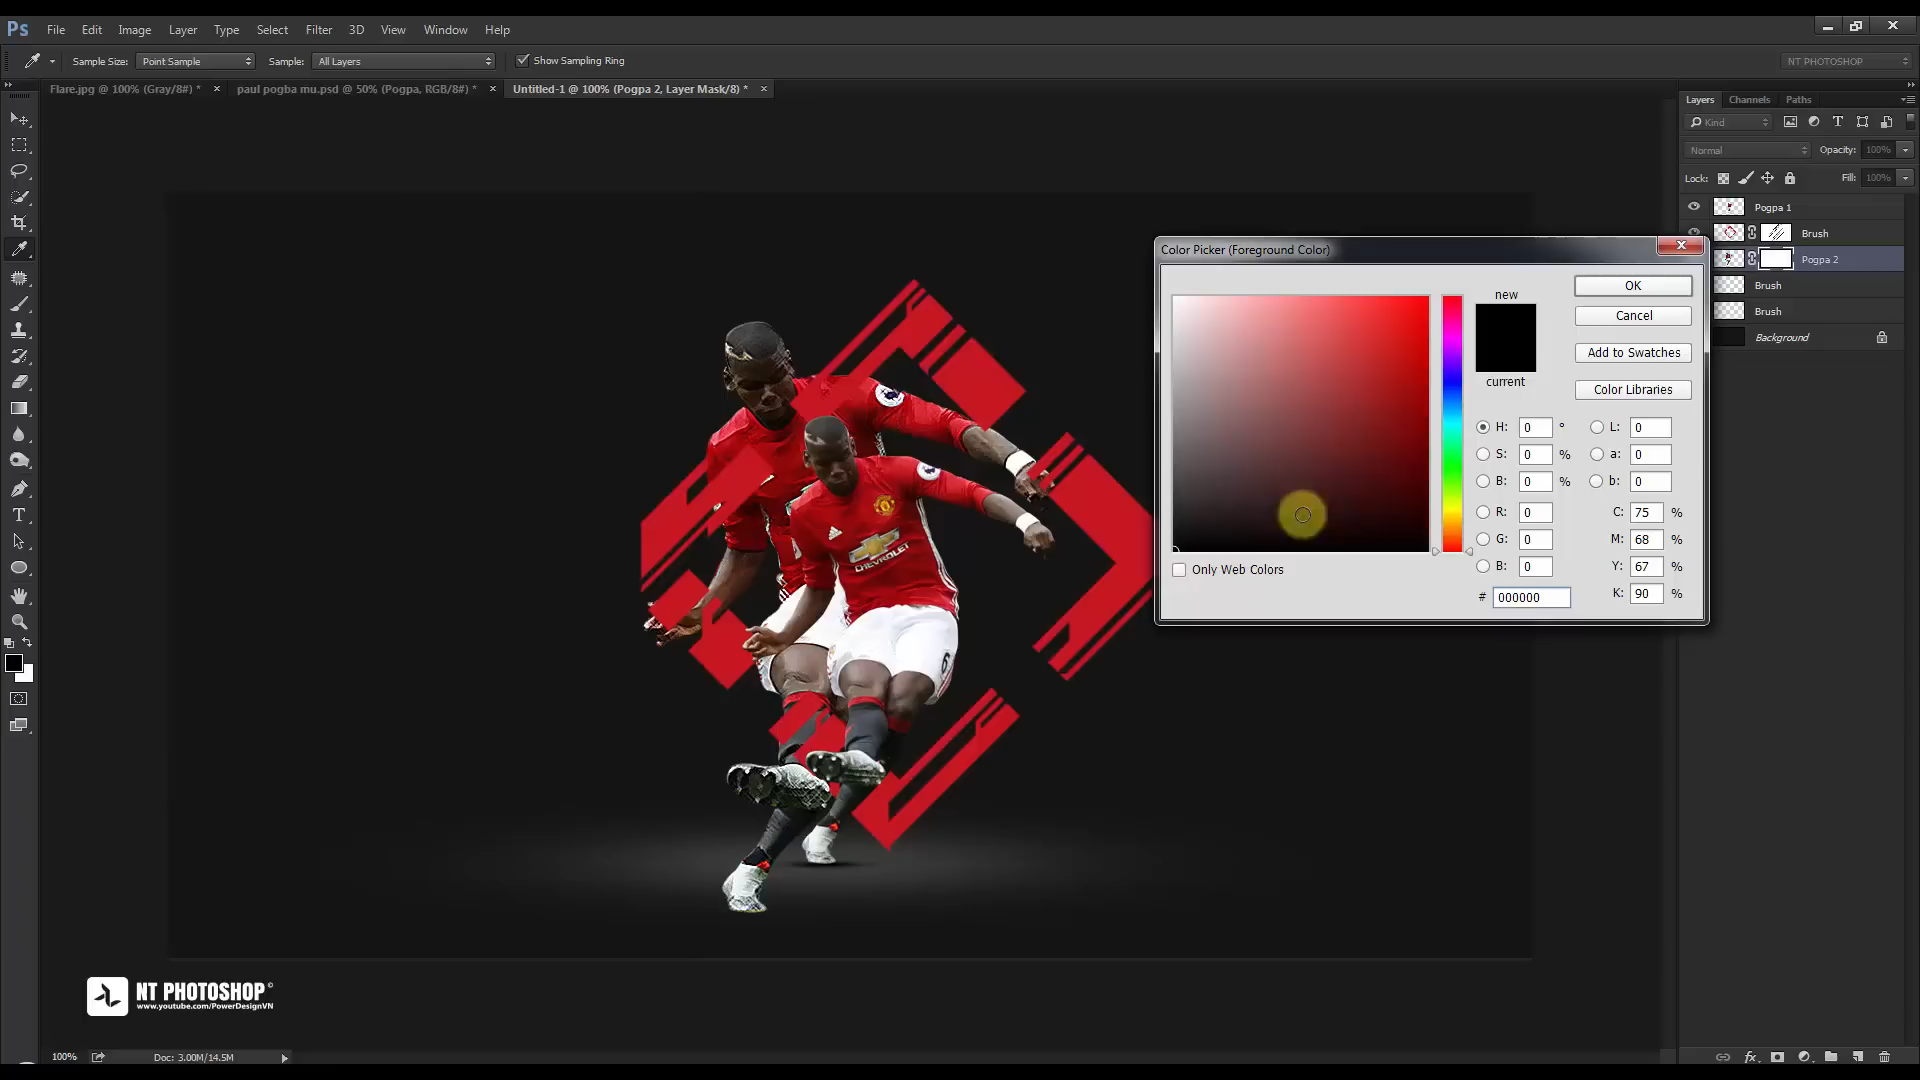 Ps File Edit Image Layer Type Select Filter 3D View Window Help
Sample Size: Point Sample Sample: All Layers Show Sampling Ring NT PHOTOSHOP
Flare.jpg @ 100% (Gray/8#) * × paul pogba mu.psd @ 50% (Pogpa, RGB/8#) * × Untitled-1 @ 100% (Pogpa 2, Layer Mask/8) * ×
Layers Channels Paths
Kind
Normal Opacity: 100%
Lock: Fill: 100%
Pogpa 1
Brush
Pogpa 2
Brush
Brush
Background
Color Picker (Foreground Color)
new
current
OK
Cancel
Add to Swatches
Color Libraries
H: 0 °
S: 0 %
B: 0 %
R: 0
G: 0
B: 0
# 000000
L: 0
a: 0
b: 0
C: 75 %
M: 68 %
Y: 67 %
K: 90 %
Only Web Colors
CHEVROLET
6
NT PHOTOSHOP ©
www.youtube.com/PowerDesignVN
100% Doc: 3.00M/14.5M